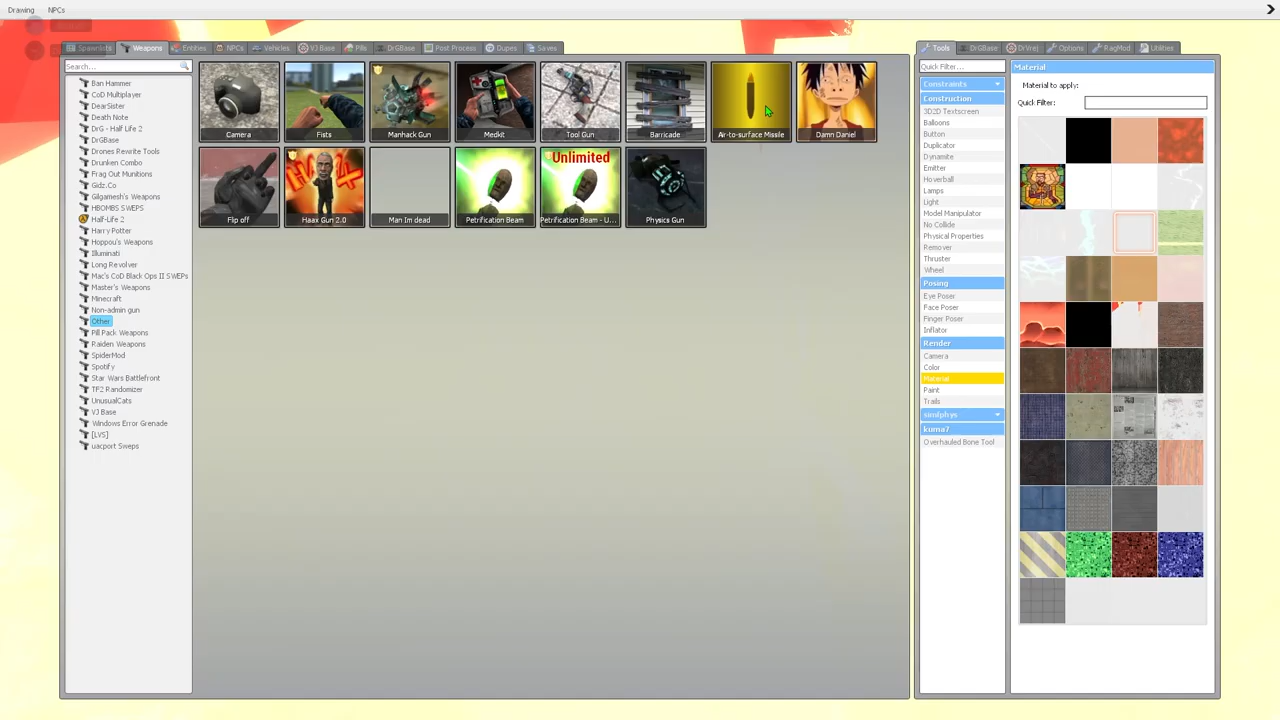 Drawing NPCs
Spawnlists Weapons Entities NPCs Vehicles VJ Base Pills DrGBase Post Process Dupes Saves
Search...
Ban Hammer
CoD Multiplayer
DearSister
Death Note
DrG - Half Life 2
DrGBase
Drones Rewrite Tools
Drunken Combo
Frag Out Munitions
Gidz.Co
Gilgamesh's Weapons
HBOMBS SWEPS
Half-Life 2
Harry Potter
Hoppou's Weapons
Illuminati
Long Revolver
Mac's CoD Black Ops II SWEPs
Master's Weapons
Minecraft
Non-admin gun
Other
Pill Pack Weapons
Raiden Weapons
SpiderMod
Spotify
Star Wars Battlefront
TF2 Randomizer
UnusualCats
VJ Base
Windows Error Grenade
[LVS]
uacport Sweps
Camera Fists Manhack Gun Medkit Tool Gun Barricade Air-to-surface Missile Damn Daniel
Unlimited
Flip off Haax Gun 2.0 Man Im dead Petrification Beam Petrification Beam - U... Physics Gun
Tools DrGBase DrVrej Options RagMod Utilities
Quick Filter...
Constraints
Construction
3D2D Textscreen
Balloons
Button
Duplicator
Dynamite
Emitter
Hoverball
Lamps
Light
Model Manipulator
No Collide
Physical Properties
Remover
Thruster
Wheel
Posing
Eye Poser
Face Poser
Finger Poser
Inflator
Render
Camera
Color
Material
Paint
Trails
simfphys
kuma7
Overhauled Bone Tool
Material
Material to apply:
Quick Filter: